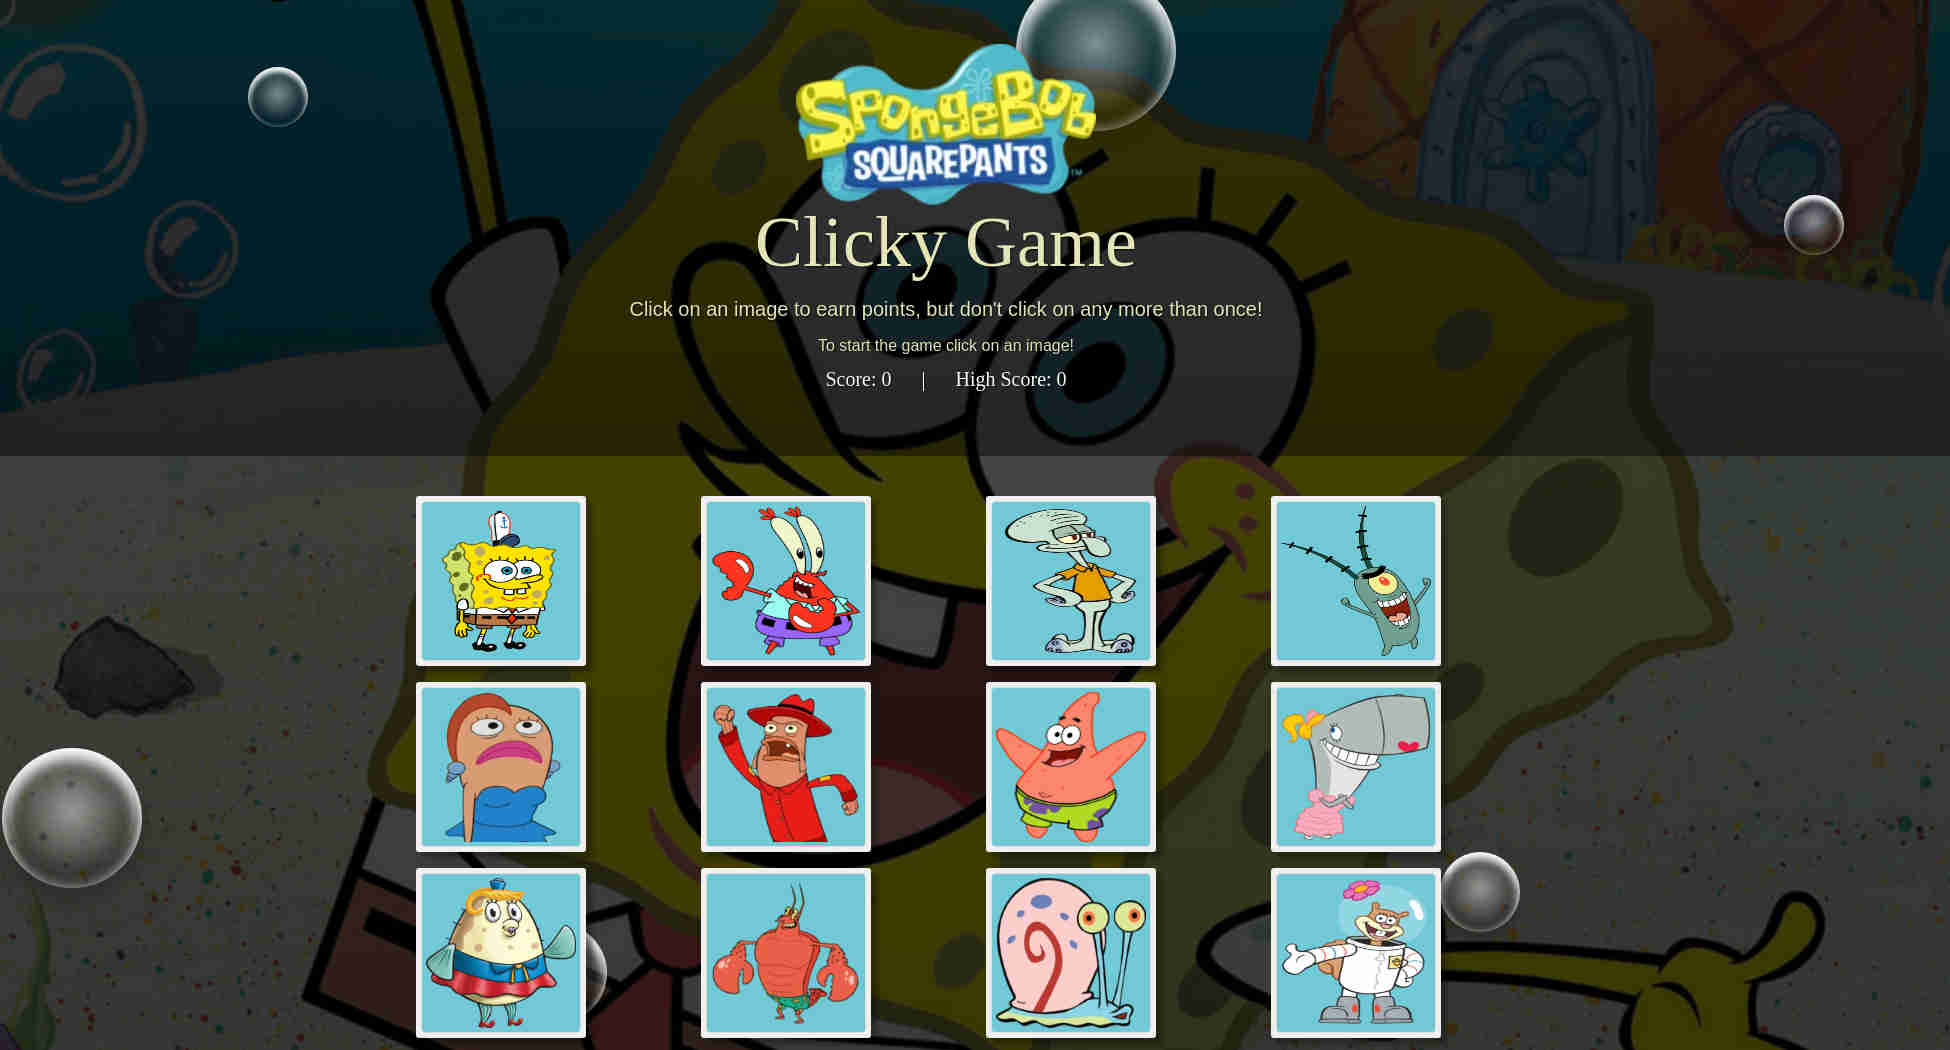 SpongeBob
SQUAREPANTS™
Clicky Game
Click on an image to earn points, but don't click on any more than once!
To start the game click on an image!
Score: 0 | High Score: 0